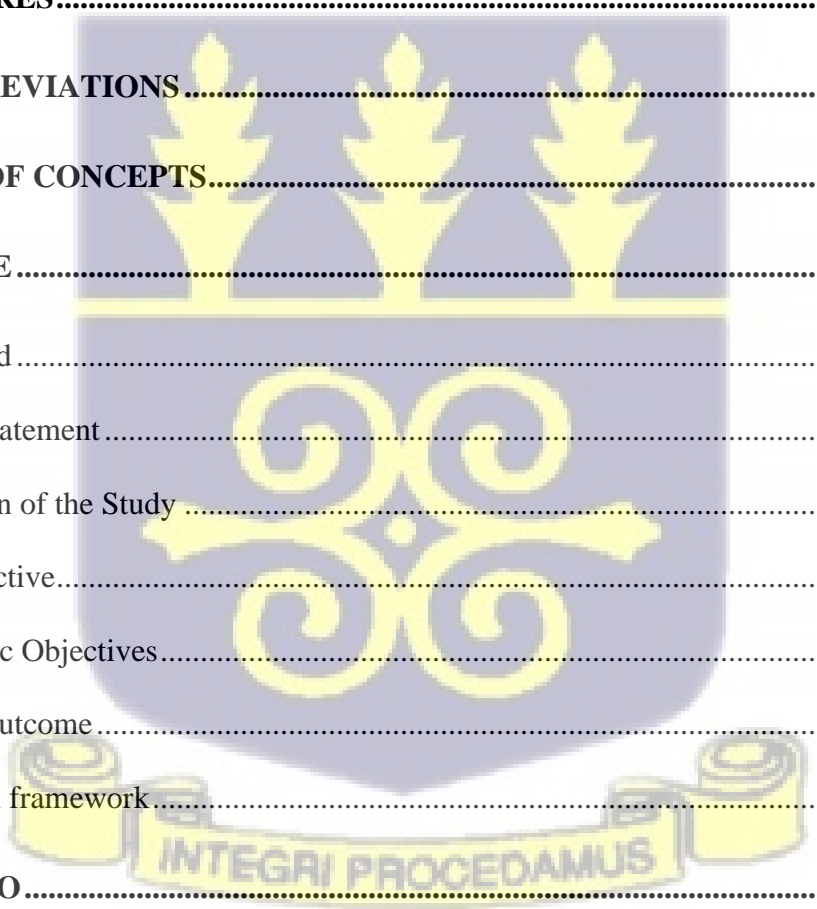 RES
EVIATIONS
OF CONCEPTS
E
d
atement
n of the Study
ctive
c Objectives
utcome
framework
INTEGRI PROCEDAMUS
O